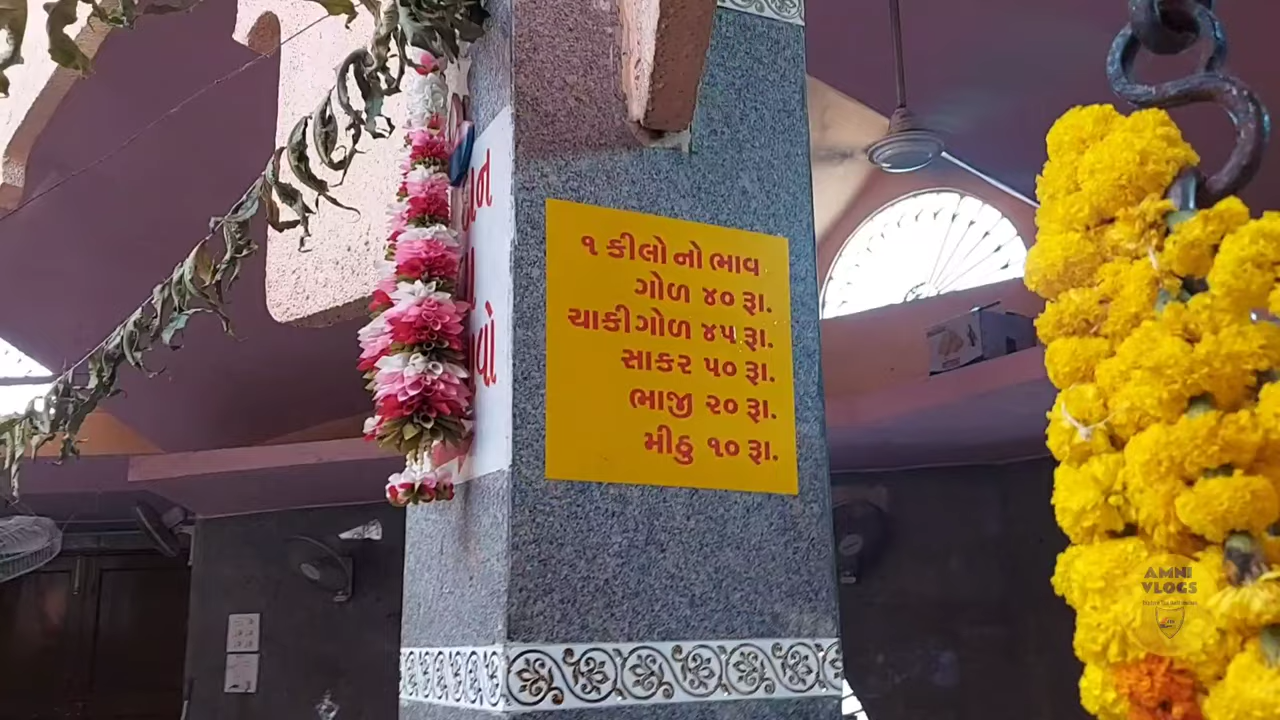 ૧ કીલો નો ભાવ
ગોળ ૪૦ રૂા.
ચાકીગોળ ૪૫ રૂા.
સાકર ૫૦ રૂા.
ભાજી ૨૦ રૂા.
મીઠુ ૧૦ રૂા.
AMNI
VLOGS